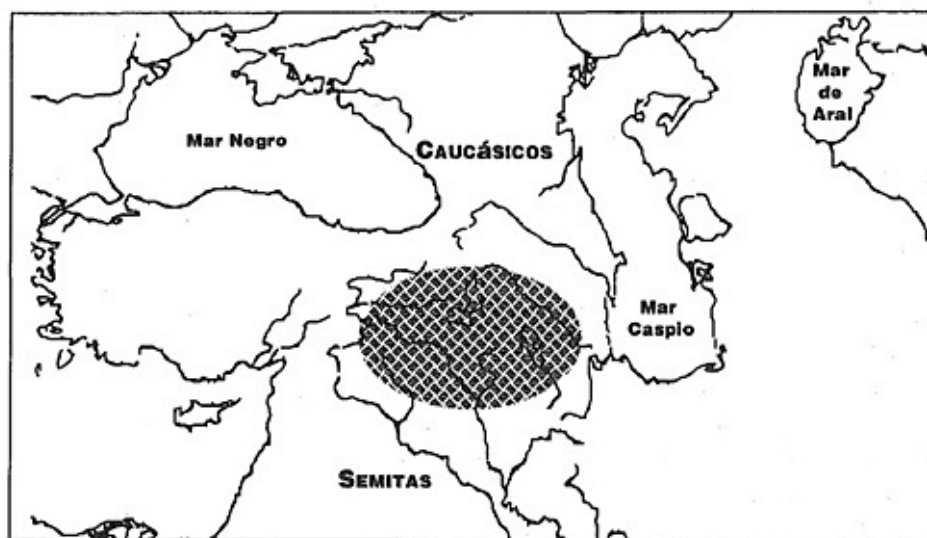 Mar
de
Aral
Mar Negro
CAUCáSICOS
Mar
Caspio
SEMITAS